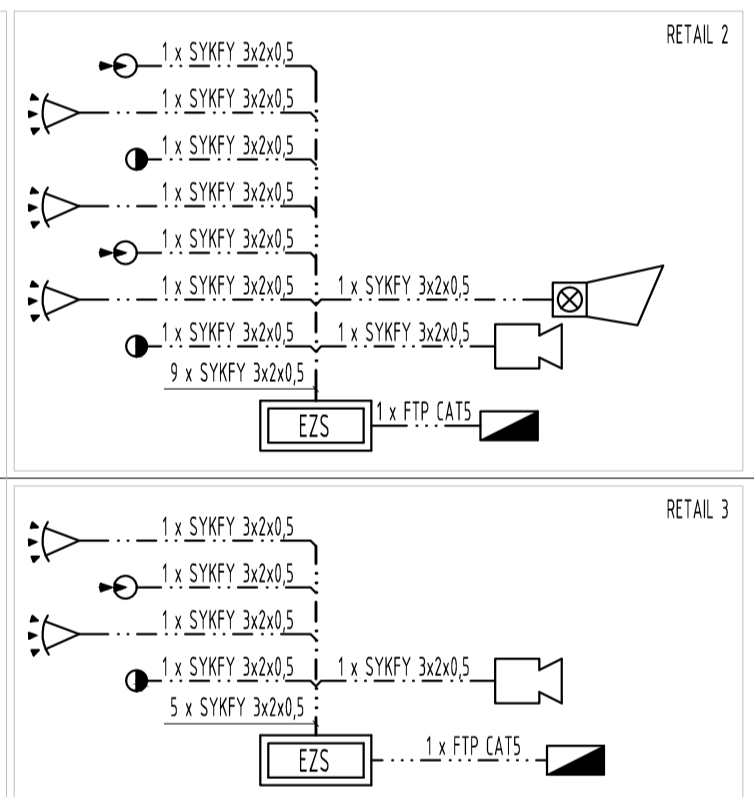 RETAIL 2
1 x SYKFY 3x2x0,5
1 x SYKFY 3x2x0,5
1 x SYKFY 3x2x0,5
1 x SYKFY 3x2x0,5
1 x SYKFY 3x2x0,5
1 x SYKFY 3x2x0,5 1 x SYKFY 3x2x0,5
1 x SYKFY 3x2x0,5 1 x SYKFY 3x2x0,5
9 x SYKFY 3x2x0,5
EZS 1 x FTP CAT5
RETAIL 3
1 x SYKFY 3x2x0,5
1 x SYKFY 3x2x0,5
1 x SYKFY 3x2x0,5
1 x SYKFY 3x2x0,5 1 x SYKFY 3x2x0,5
5 x SYKFY 3x2x0,5
EZS 1 x FTP CAT5